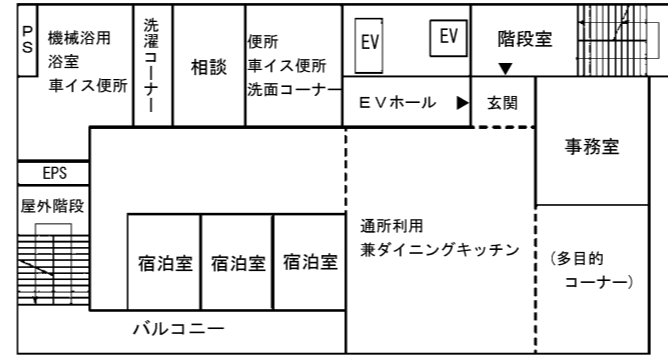 PS
機械浴用
浴室
車イス便所
洗濯コーナー
相談
便所
車イス便所
洗面コーナー
EV
EV
階段室
EVホール
玄関
事務室
EPS
屋外階段
宿泊室
宿泊室
宿泊室
通所利用
兼ダイニングキッチン
(多目的
コーナー)
バルコニー